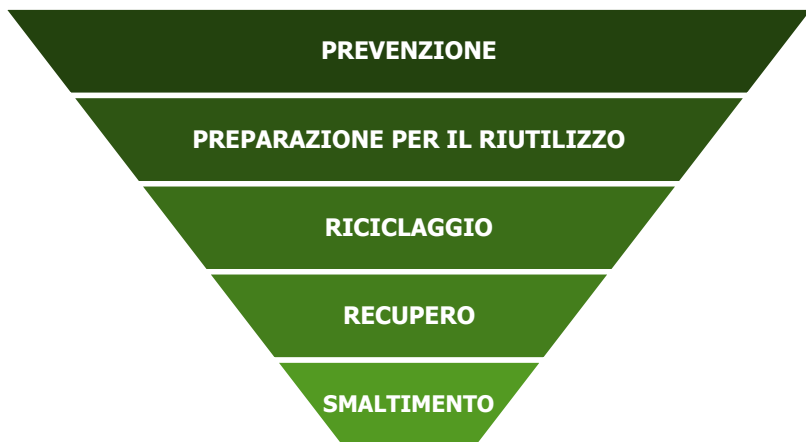 PREVENZIONE
PREPARAZIONE PER IL RIUTILIZZO
RICICLAGGIO
RECUPERO
SMALTIMENTO